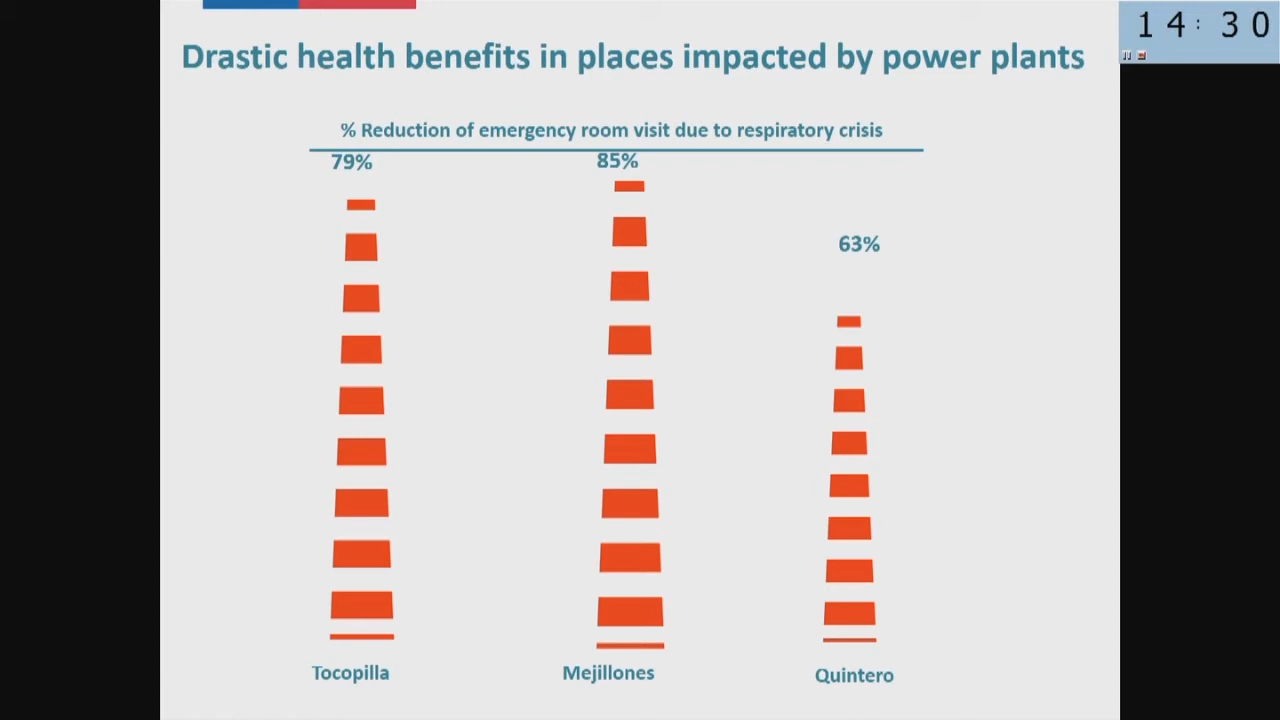 14:30
Drastic health benefits in places impacted by power plants
% Reduction of emergency room visit due to respiratory crisis
79%
85%
63%
Tocopilla
Mejillones
Quintero